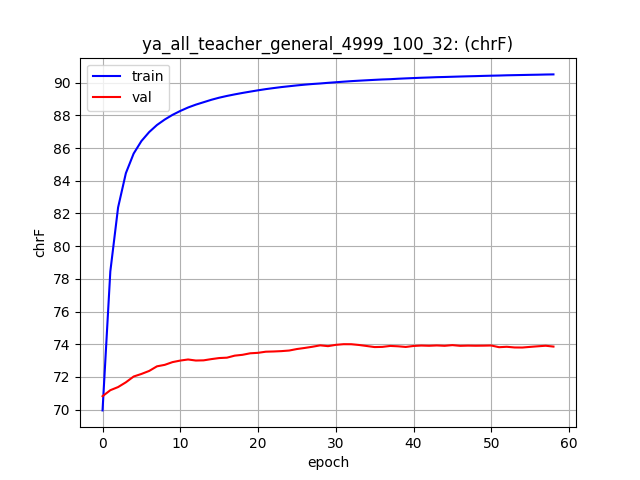 ya_all_teacher_general_4999_100_32: (chrF)
train
val
90
88
86
84
82
80
78
76
74
72
70
chrF
0 10 20 30 40 50 60
epoch